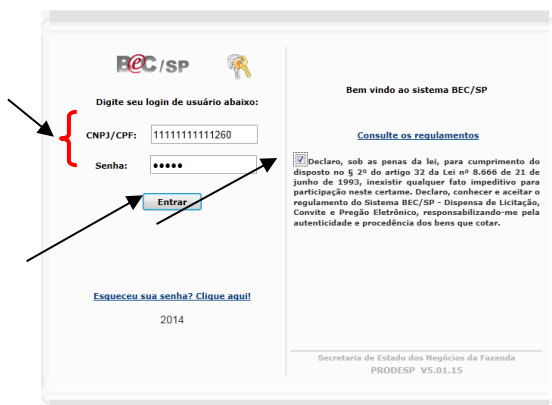 BeC/SP
Digite seu login de usuário abaixo:
CNPJ/CPF: 11111111111260
Senha: •••••
Entrar
Esqueceu sua senha? Clique aqui!
2014
Bem vindo ao sistema BEC/SP
Consulte os regulamentos
Declaro, sob as penas da lei, para cumprimento do
disposto no § 2º do artigo 32 da Lei nº 8.666 de 21 de
junho de 1993, inexistir qualquer fato impeditivo para
participação neste certame. Declaro, conhecer e aceitar o
regulamento do Sistema BEC/SP - Dispensa de Licitação,
Convite e Pregão Eletrônico, responsabilizando-me pela
autenticidade e procedência dos bens que cotar.
Secretaria de Estado dos Negócios da Fazenda
PRODESP V5.01.15